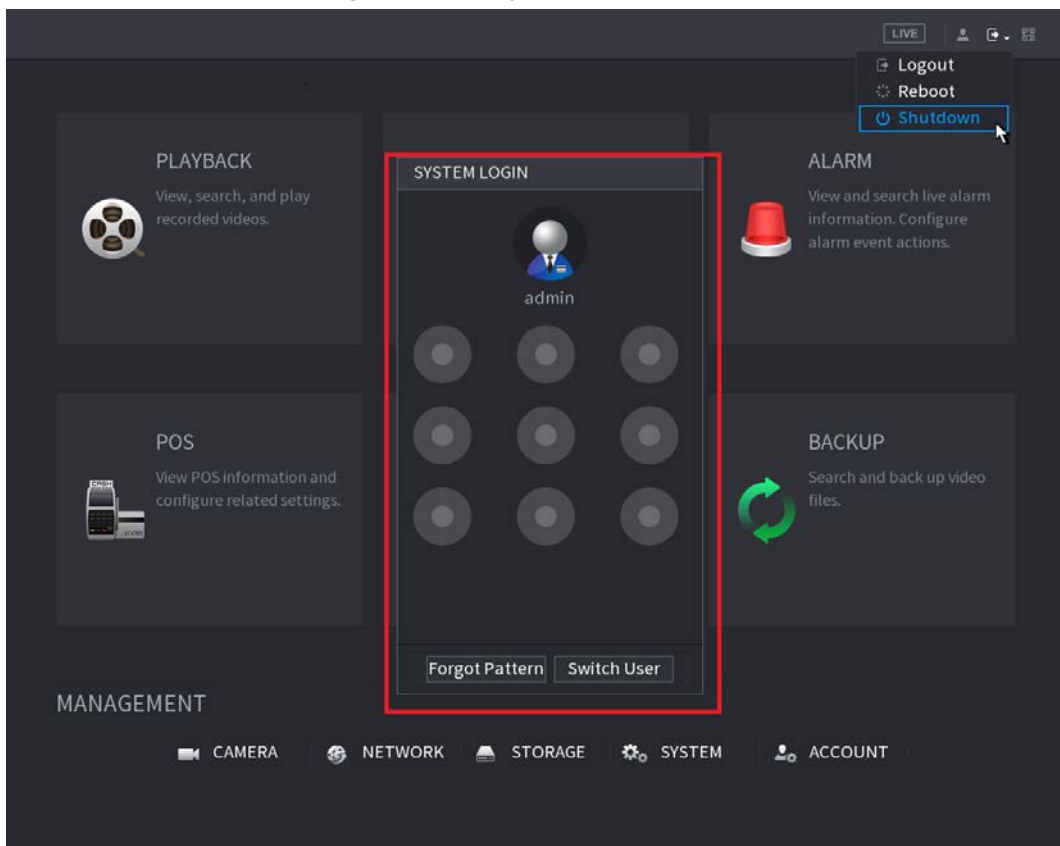 LIVE
Logout
Reboot
Shutdown
PLAYBACK
View, search, and play
recorded videos.
SYSTEM LOGIN
admin
ALARM
View and search live alarm
information. Configure
alarm event actions.
POS
View POS information and
configure related settings.
BACKUP
Search and back up video
files.
Forgot Pattern
Switch User
MANAGEMENT
CAMERA
NETWORK
STORAGE
SYSTEM
ACCOUNT